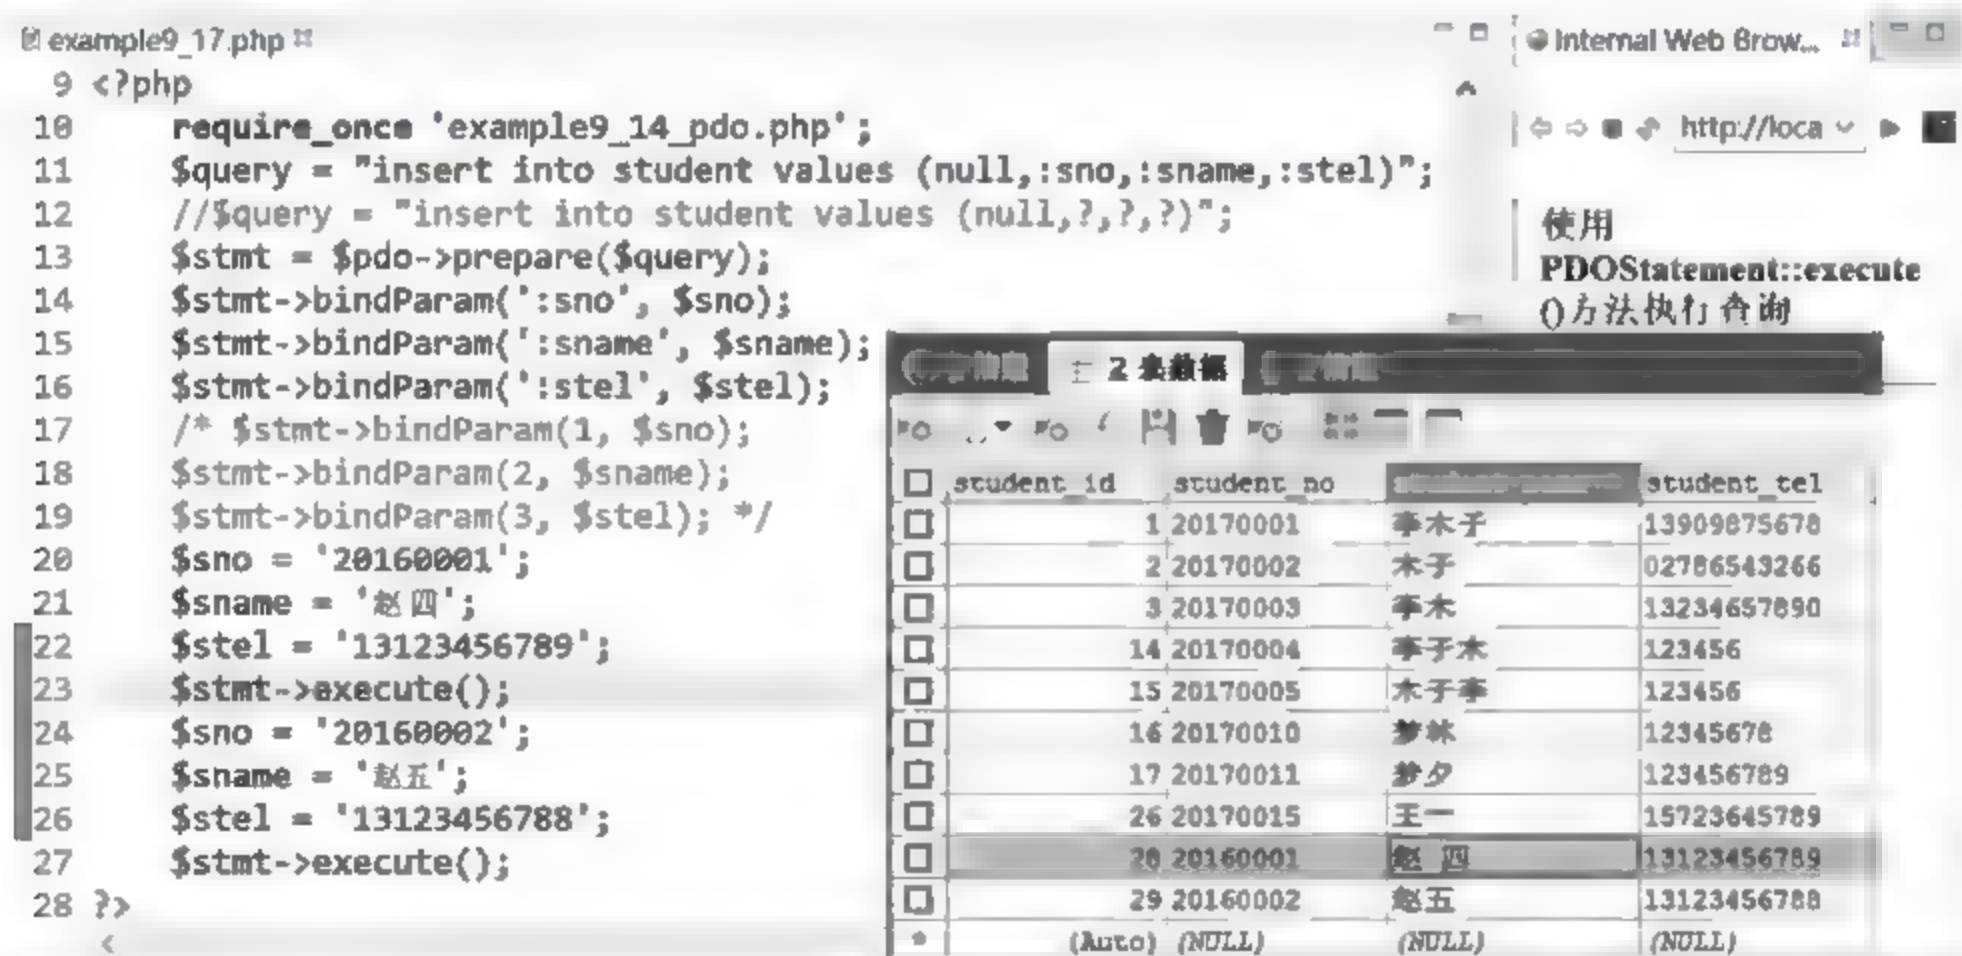 example9_17.php
9 <?php
10 require_once 'example9_14_pdo.php';
11 $query = "insert into student values (null,:sno,:sname,:stel)";
12 //$query = "insert into student values (null,?,?,?)";
13 $stmt = $pdo->prepare($query);
14 $stmt->bindParam(':sno', $sno);
15 $stmt->bindParam(':sname', $sname);
16 $stmt->bindParam(':stel', $stel);
17 /* $stmt->bindParam(1, $sno);
18 $stmt->bindParam(2, $sname);
19 $stmt->bindParam(3, $stel); */
20 $sno = '20160001';
21 $sname = '赵四';
22 $stel = '13123456789';
23 $stmt->execute();
24 $sno = '20160002';
25 $sname = '赵五';
26 $stel = '13123456788';
27 $stmt->execute();
28 ?>
Internal Web Brow...
http://loca
使用
PDOStatement::execute
()方法执行查询
2 表数据
student_id student_no student_tel
1 20170001 李木子 13909875678
2 20170002 木子 02786543266
3 20170003 李木 13234657890
14 20170004 李子木 123456
15 20170005 木子李 123456
16 20170010 12345678
17 20170011 梦夕 123456789
26 20170015 王一 15723645789
28 20160001 赵四 13123456789
29 20160002 赵五 13123456788
* (Auto) (NULL) (NULL) (NULL)